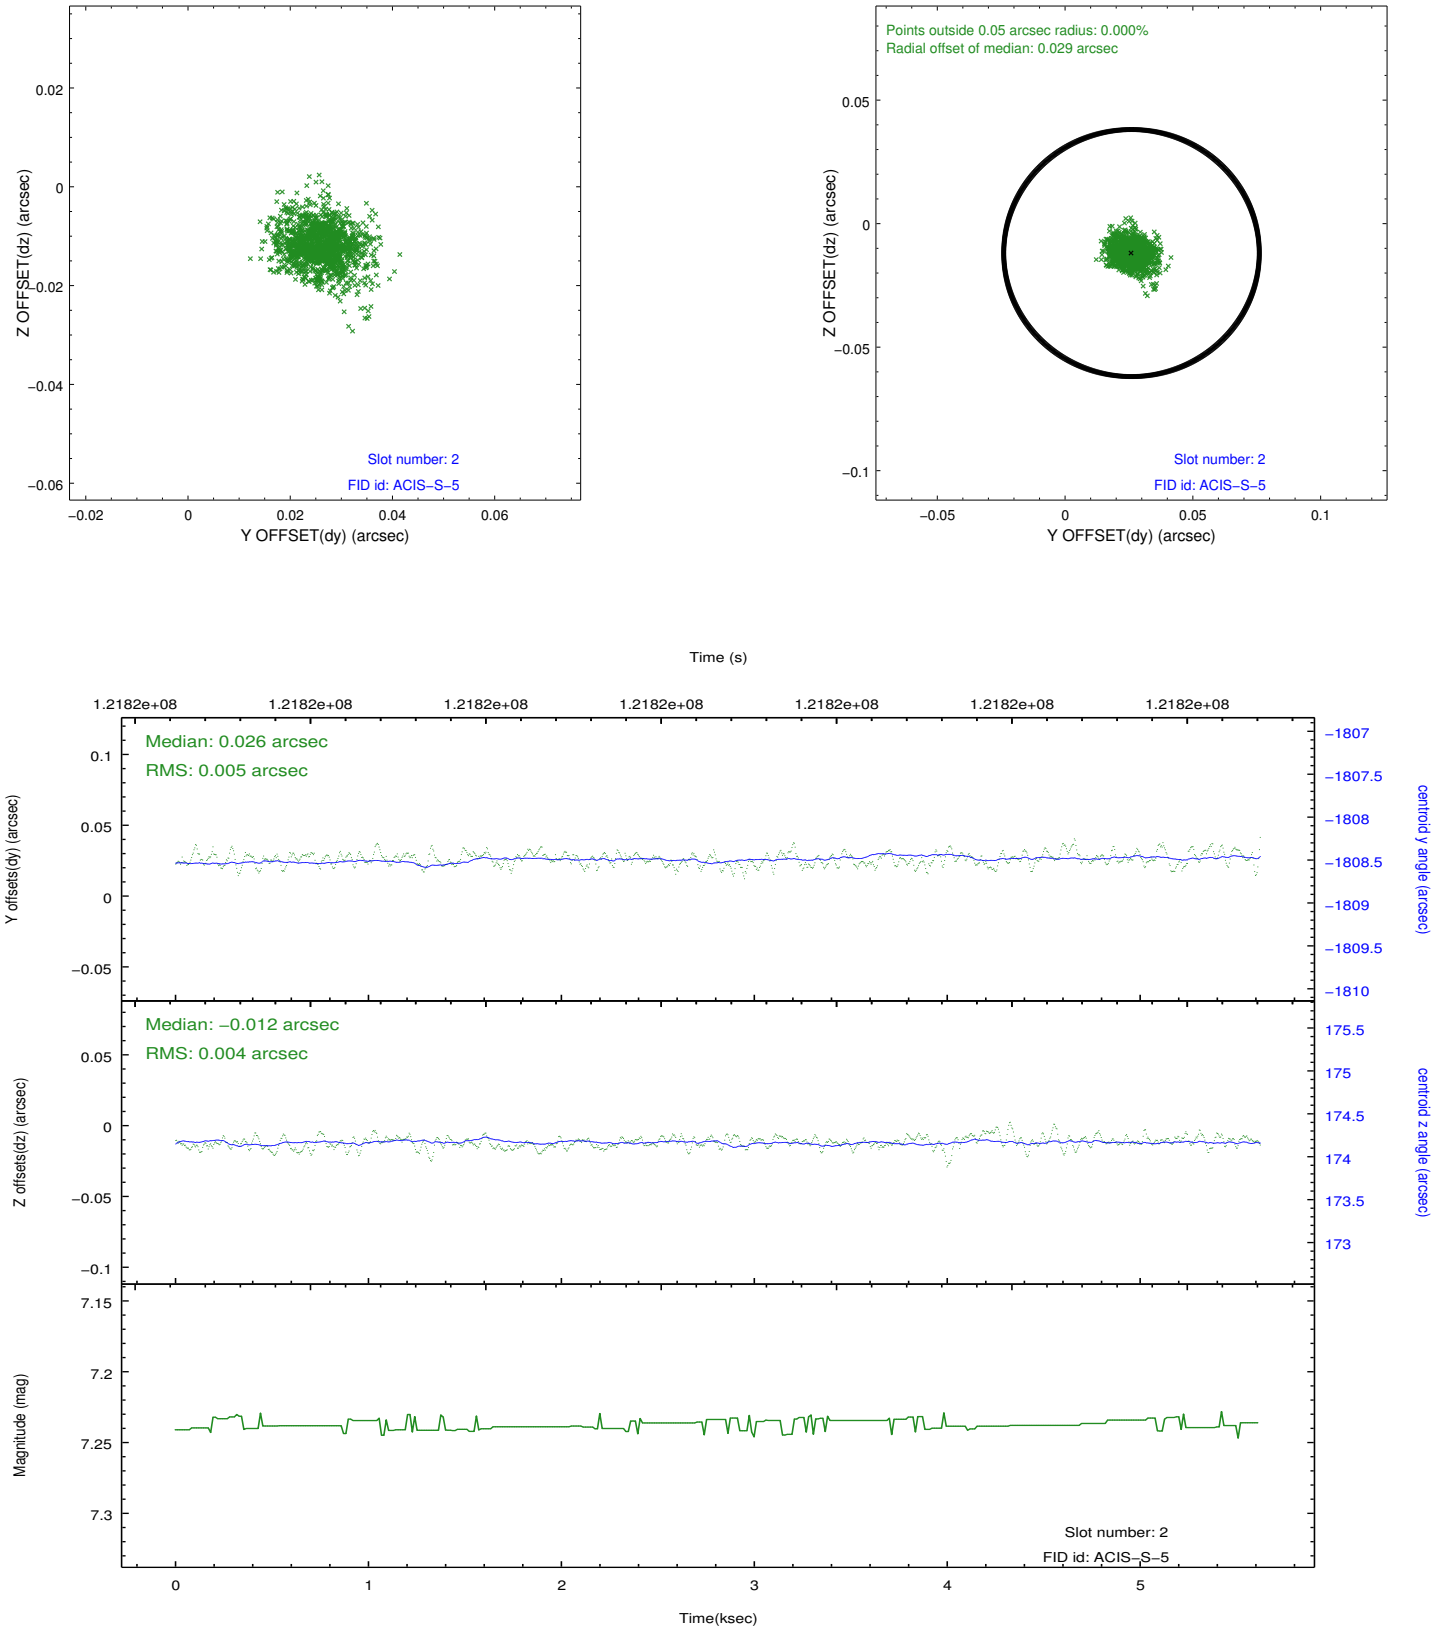 0.02
0
−0.02
−0.04
−0.06
Z OFFSET(dz) (arcsec)
Slot number: 2
FID id: ACIS−S−5
−0.02
0
0.02
0.04
0.06
Y OFFSET(dy) (arcsec)
Points outside 0.05 arcsec radius: 0.000%
Radial offset of median: 0.029 arcsec
0.05
0
−0.05
−0.1
Z OFFSET(dz) (arcsec)
Slot number: 2
FID id: ACIS−S−5
−0.05
0
0.05
0.1
Y OFFSET(dy) (arcsec)
Time (s)
1.2182e+08
1.2182e+08
1.2182e+08
1.2182e+08
1.2182e+08
1.2182e+08
1.2182e+08
Median: 0.026 arcsec
RMS: 0.005 arcsec
0.1
0.05
0
−0.05
Y offsets(dy) (arcsec)
−1807
−1807.5
−1808
−1808.5
−1809
−1809.5
−1810
centroid y angle (arcsec)
Median: −0.012 arcsec
RMS: 0.004 arcsec
0.05
0
−0.05
−0.1
Z offsets(dz) (arcsec)
175.5
175
174.5
174
173.5
173
centroid z angle (arcsec)
7.15
7.2
7.25
7.3
Magnitude (mag)
Slot number: 2
FID id: ACIS−S−5
0
1
2
3
4
5
Time(ksec)